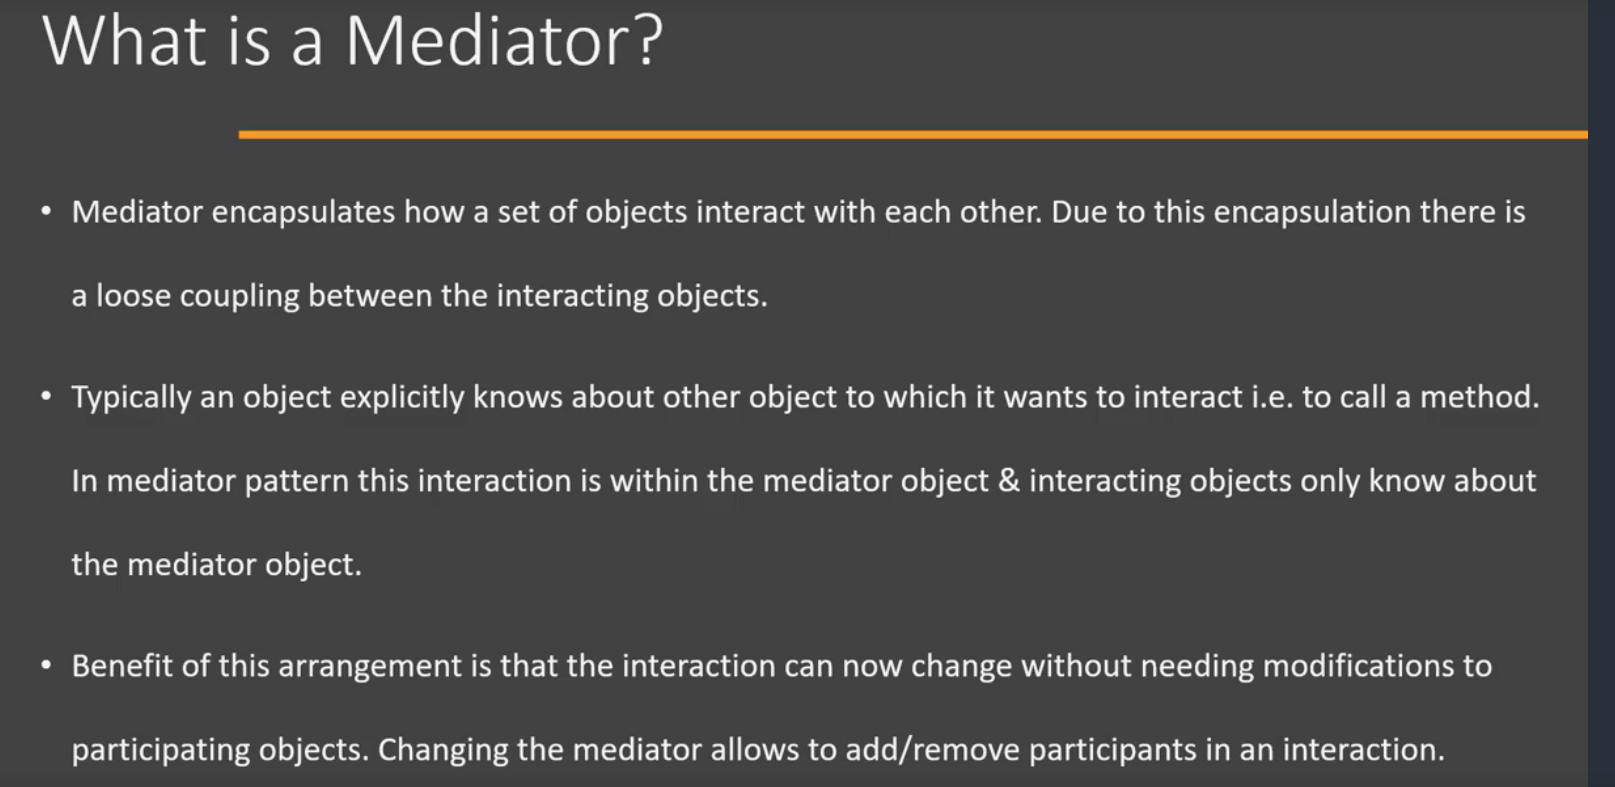 What is a Mediator?
• Mediator encapsulates how a set of objects interact with each other. Due to this encapsulation there is
a loose coupling between the interacting objects.
• Typically an object explicitly knows about other object to which it wants to interact i.e. to call a method.
In mediator pattern this interaction is within the mediator object & interacting objects only know about
the mediator object.
• Benefit of this arrangement is that the interaction can now change without needing modifications to
participating objects. Changing the mediator allows to add/remove participants in an interaction.